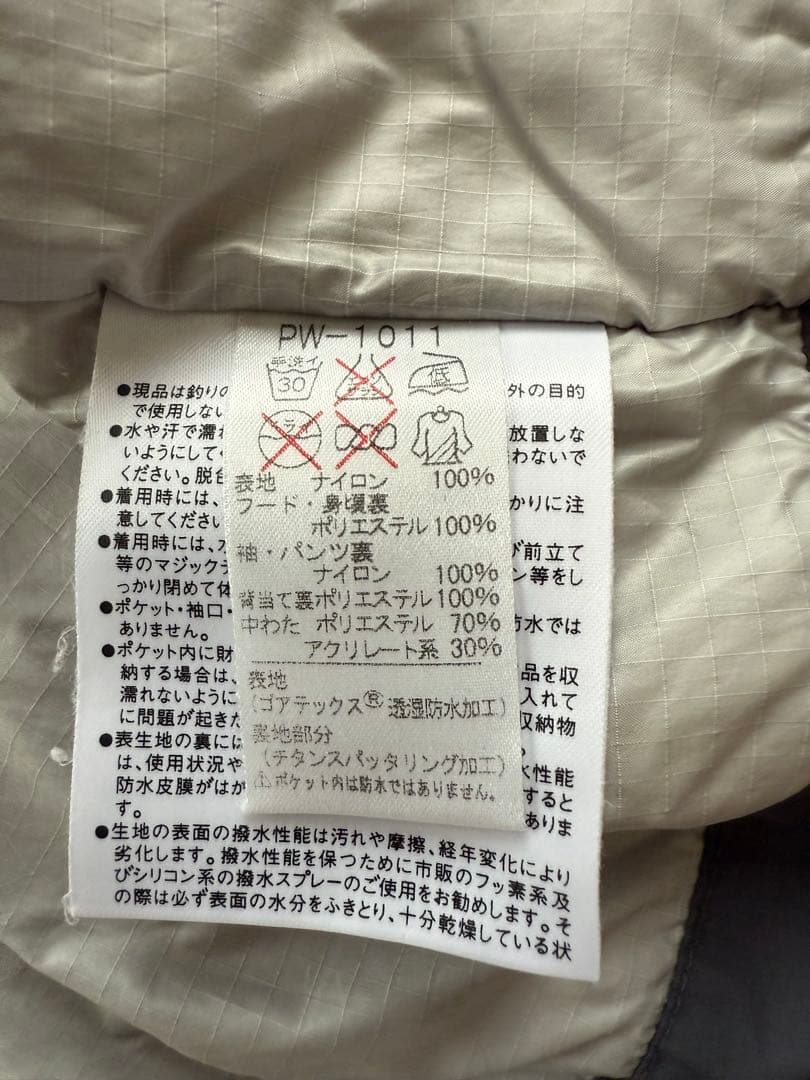 PW-1011
30
低
表地 ナイロン 100%
フード・身頃裏
ポリエステル100%
袖・パンツ裏
ナイロン 100%
背当て裏ポリエステル100%
中わた ポリエステル 70%
アクリレート系 30%
表地
(ゴアテックス®透湿防水加工)
裏地部分
(チタンスパッタリング加工)
⚠ポケット内は防水ではありません。
●現品は釣りの
外の目的
で使用しない
●水や汗で濡れ
放置しな
いようにして
わないで
ください。脱
●着用時には、
かりに注
意してください
●着用時には、
び前立て
等のマジックテ
ン等をし
っかり閉めて体
●ポケット・袖口・
防水では
ありません。
●ポケット内に財
品を収
納する場合は、
入れて
濡れないように
収納物
に問題が起きた
●表生地の裏には
水性能
は、使用状況や
すると
防水皮膜がはが
ありま
す。
●生地の表面の撥水性能は汚れや摩擦、経年変化により
劣化します。撥水性能を保つために市販のフッ素系及
びシリコン系の撥水スプレーのご使用をお勧めします。そ
の際は必ず表面の水分をふきとり、十分乾燥している状